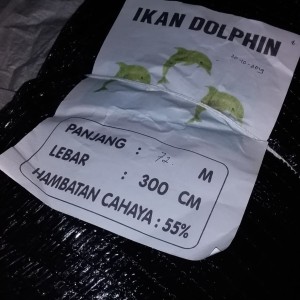 IKAN DOLPHIN
PANJANG : M
LEBAR : 300 CM
HAMBATAN CAHAYA : 55%